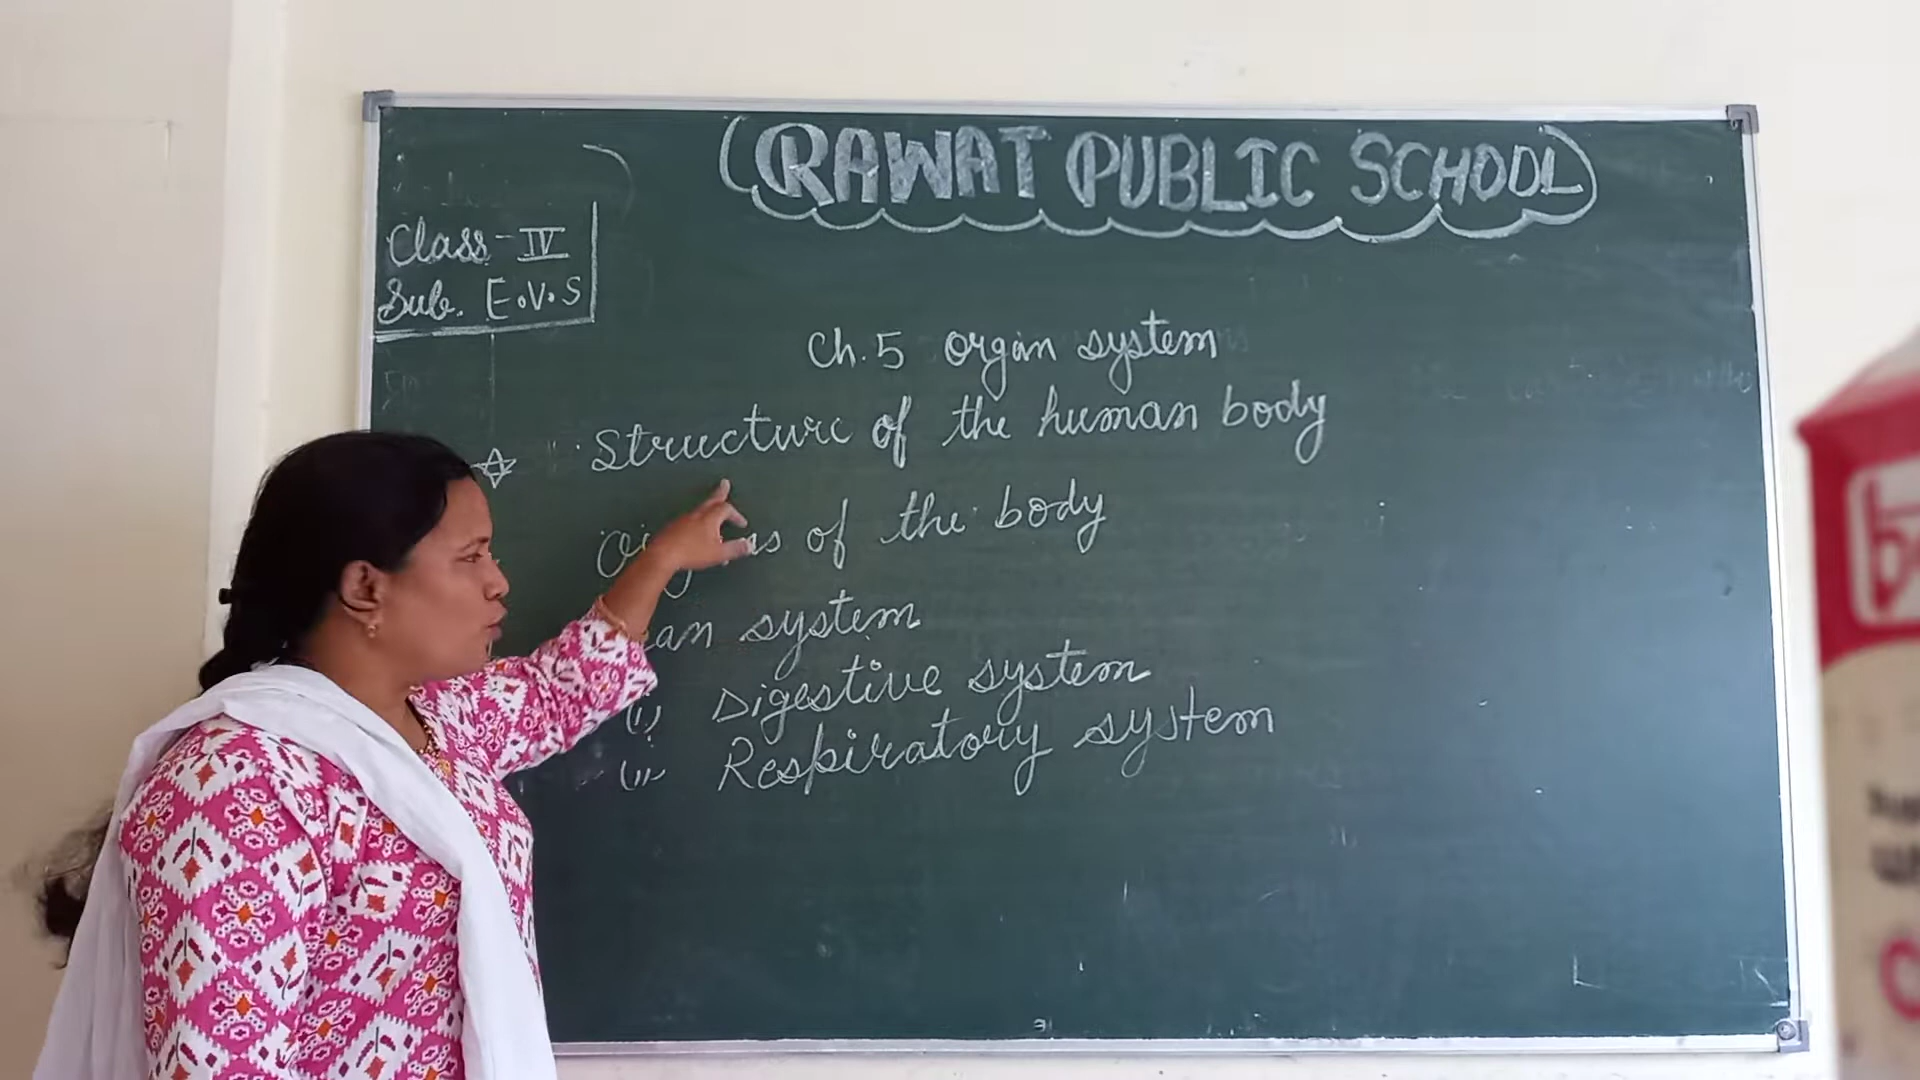 RAWAT PUBLIC SCHOOL
Class - IV
Sub. E.V.S
Ch. 5 Organ system
Structure of the human body
of the body
system
(i) Digestive system
(ii) Respiratory system